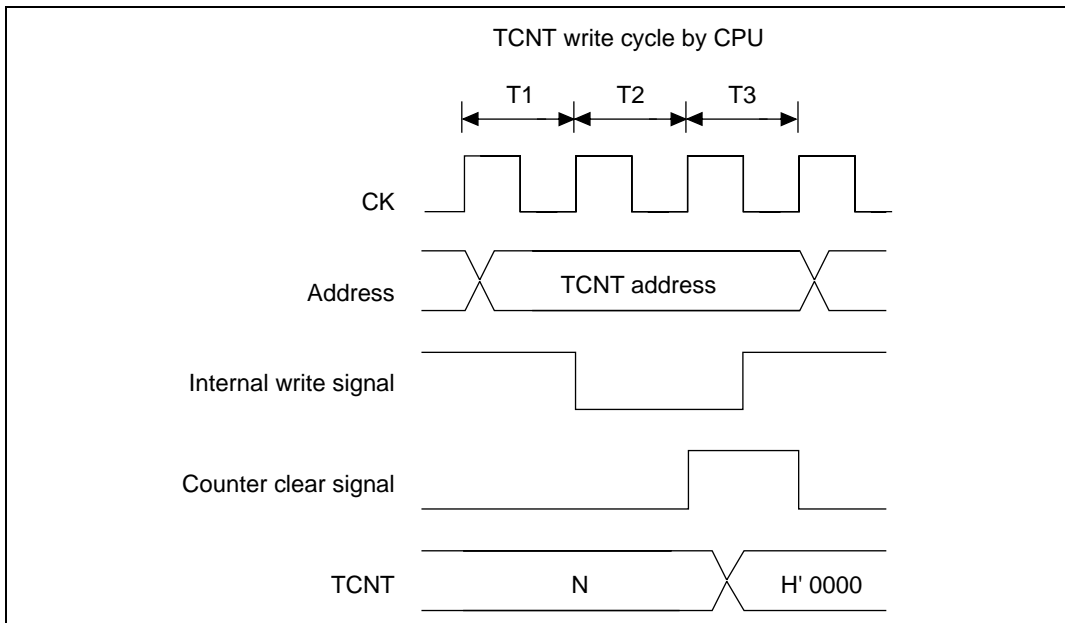 TCNT write cycle by CPU
T1 T2 T3
CK
Address
TCNT address
Internal write signal
Counter clear signal
TCNT
N
H' 0000